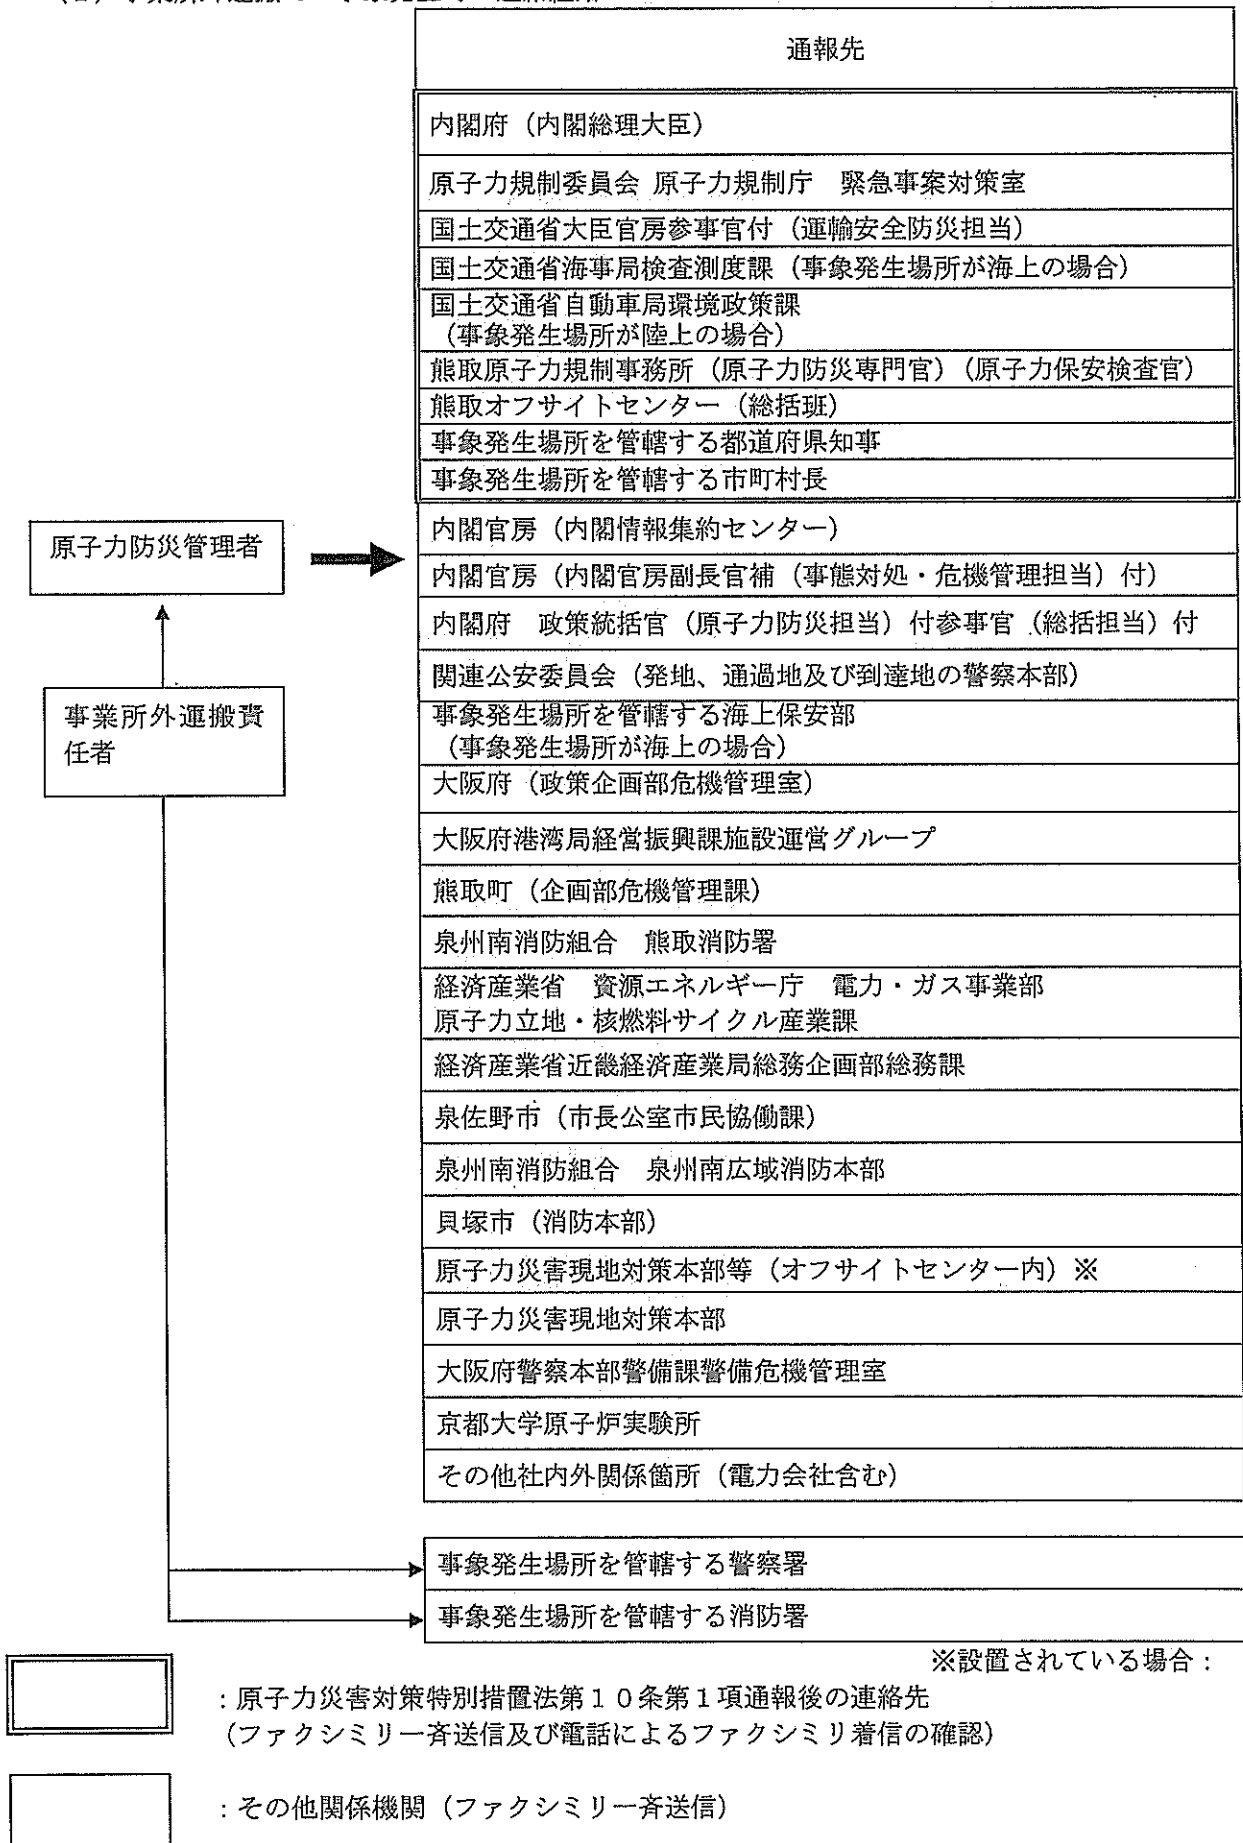 通報先
内閣府（内閣総理大臣）
原子力規制委員会 原子力規制庁　緊急事案対策室
国土交通省大臣官房参事官付（運輸安全防災担当）
国土交通省海事局検査測度課（事象発生場所が海上の場合）
国土交通省自動車局環境政策課
（事象発生場所が陸上の場合）
熊取原子力規制事務所（原子力防災専門官）（原子力保安検査官）
熊取オフサイトセンター（総括班）
事象発生場所を管轄する都道府県知事
事象発生場所を管轄する市町村長
原子力防災管理者
事業所外運搬責
任者
内閣官房（内閣情報集約センター）
内閣官房（内閣官房副長官補（事態対処・危機管理担当）付）
内閣府　政策統括官（原子力防災担当）付参事官（総括担当）付
関連公安委員会（発地、通過地及び到達地の警察本部）
事象発生場所を管轄する海上保安部
（事象発生場所が海上の場合）
大阪府（政策企画部危機管理室）
大阪府港湾局経営振興課施設運営グループ
熊取町（企画部危機管理課）
泉州南消防組合　熊取消防署
経済産業省　資源エネルギー庁　電力・ガス事業部
原子力立地・核燃料サイクル産業課
経済産業省近畿経済産業局総務企画部総務課
泉佐野市（市長公室市民協働課）
泉州南消防組合　泉州南広域消防本部
貝塚市（消防本部）
原子力災害現地対策本部等（オフサイトセンター内）※
原子力災害現地対策本部
大阪府警察本部警備課警備危機管理室
京都大学原子炉実験所
その他社内外関係箇所（電力会社含む）
事象発生場所を管轄する警察署
事象発生場所を管轄する消防署
※設置されている場合：
：原子力災害対策特別措置法第１０条第１項通報後の連絡先
（ファクシミリ一斉送信及び電話によるファクシミリ着信の確認）
：その他関係機関（ファクシミリ一斉送信）